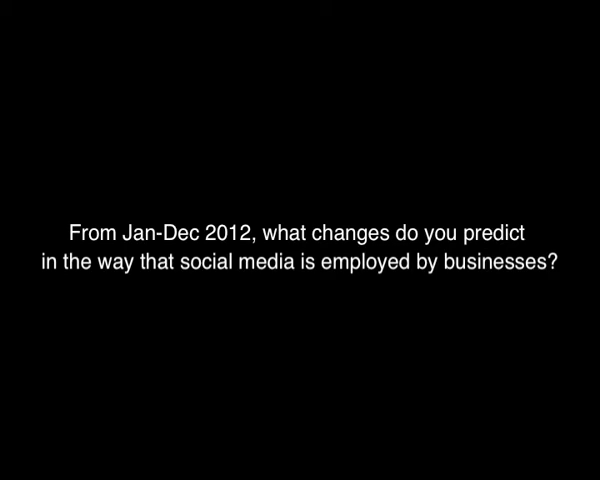 From Jan-Dec 2012, what changes do you predict
in the way that social media is employed by businesses?